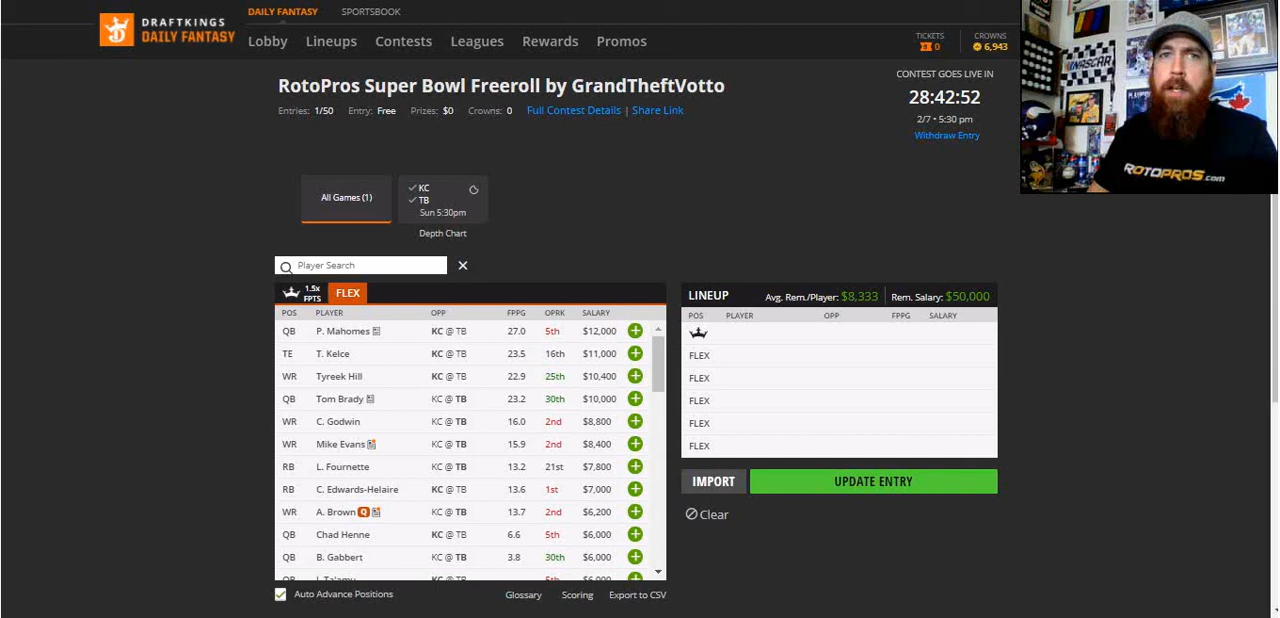 DRAFTKINGS
DAILY FANTASY
DAILY FANTASY SPORTSBOOK
Lobby Lineups Contests Leagues Rewards Promos
TICKETS CROWNS
0 6,943
RotoPros Super Bowl Freeroll by GrandTheftVotto
Entries: 1/50 Entry: Free Prizes: $0 Crowns: 0 Full Contest Details | Share Link
CONTEST GOES LIVE IN
28:42:52
2/7 • 5:30 pm
Withdraw Entry
NASCAR
ROTOPROS.com
All Games (1)
KC
TB
Sun 5:30pm
Depth Chart
Player Search
1.5x
FPTS
FLEX
POS PLAYER OPP FPPG OPRK SALARY
QB P. Mahomes KC @ TB 27.0 5th $12,000
TE T. Kelce KC @ TB 23.5 16th $11,000
WR Tyreek Hill KC @ TB 22.9 25th $10,400
QB Tom Brady KC @ TB 23.2 30th $10,000
WR C. Godwin KC @ TB 16.0 2nd $8,800
WR Mike Evans KC @ TB 15.9 2nd $8,400
RB L. Fournette KC @ TB 13.2 21st $7,800
RB C. Edwards-Helaire KC @ TB 13.6 1st $7,000
WR A. Brown Q KC @ TB 13.7 2nd $6,200
QB Chad Henne KC @ TB 6.6 5th $6,000
QB B. Gabbert KC @ TB 3.8 30th $6,000
Auto Advance Positions
Glossary Scoring Export to CSV
LINEUP Avg. Rem./Player: $8,333 Rem. Salary: $50,000
POS PLAYER OPP FPPG SALARY
FLEX
FLEX
FLEX
FLEX
FLEX
IMPORT UPDATE ENTRY
Clear